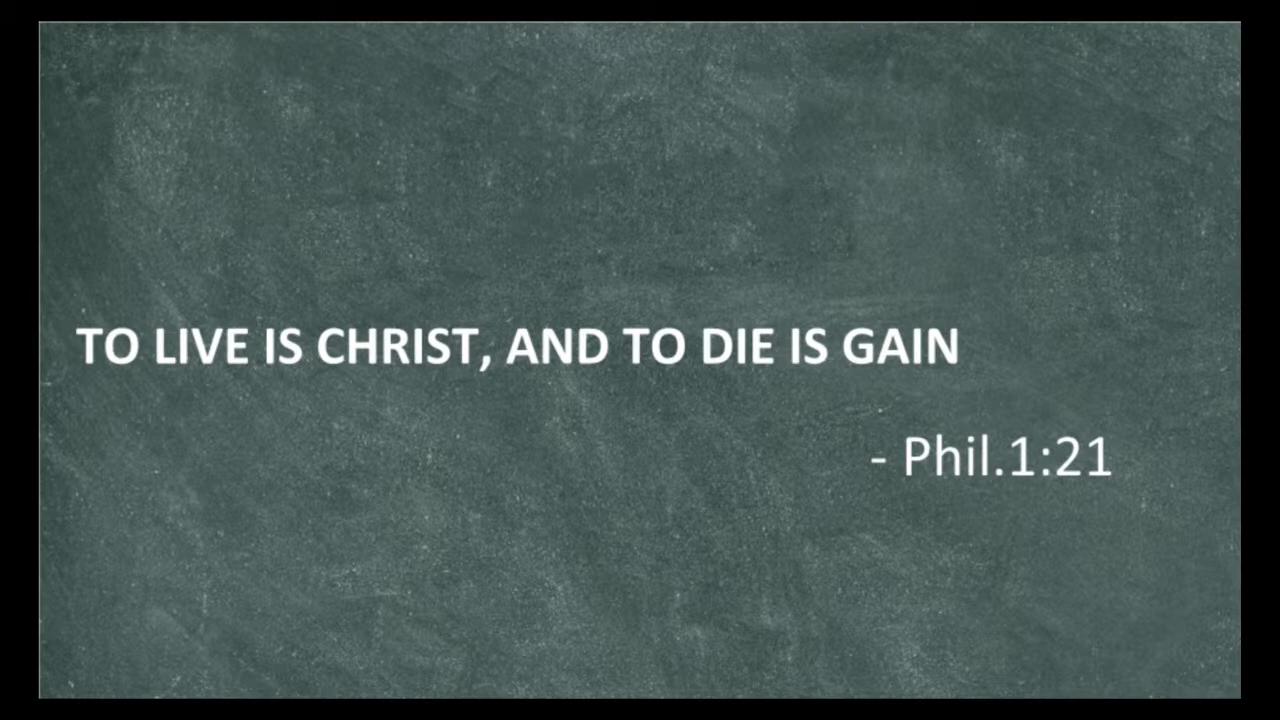 TO LIVE IS CHRIST, AND TO DIE IS GAIN
- Phil.1:21